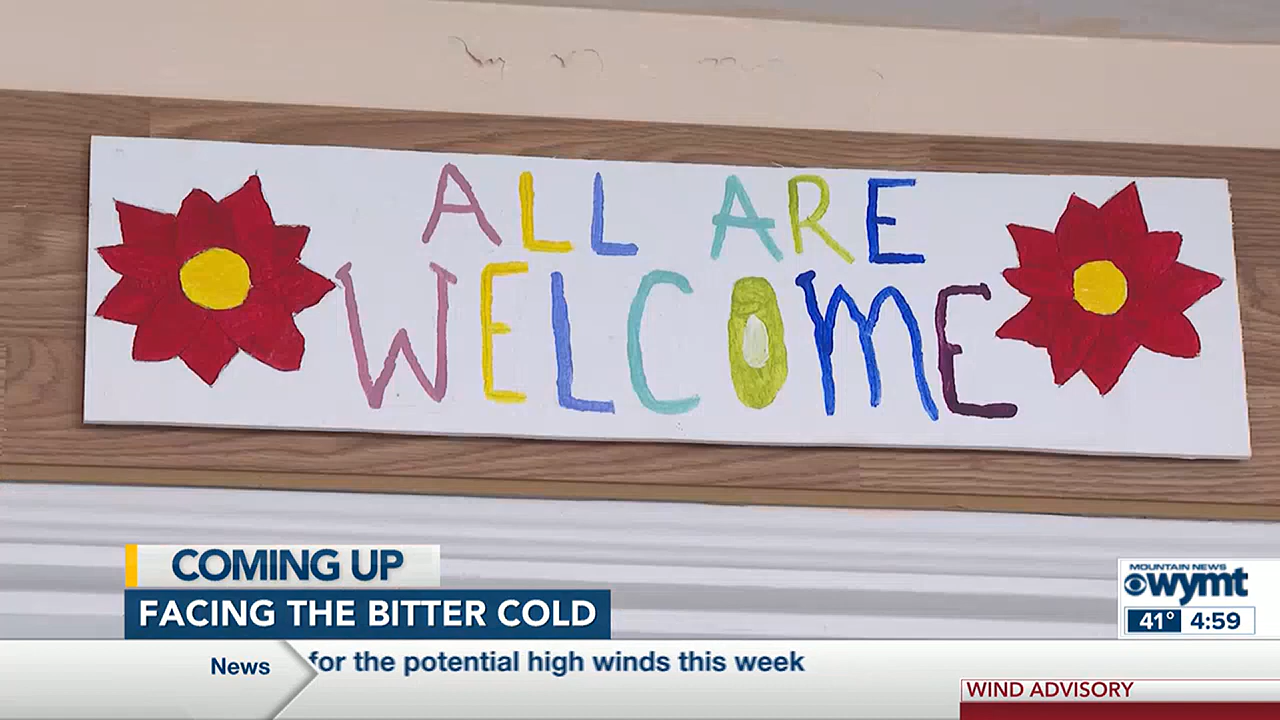 ALL ARE
WELCOME
COMING UP
FACING THE BITTER COLD
MOUNTAIN NEWS
wymt
41° 4:59
News for the potential high winds this week
WIND ADVISORY